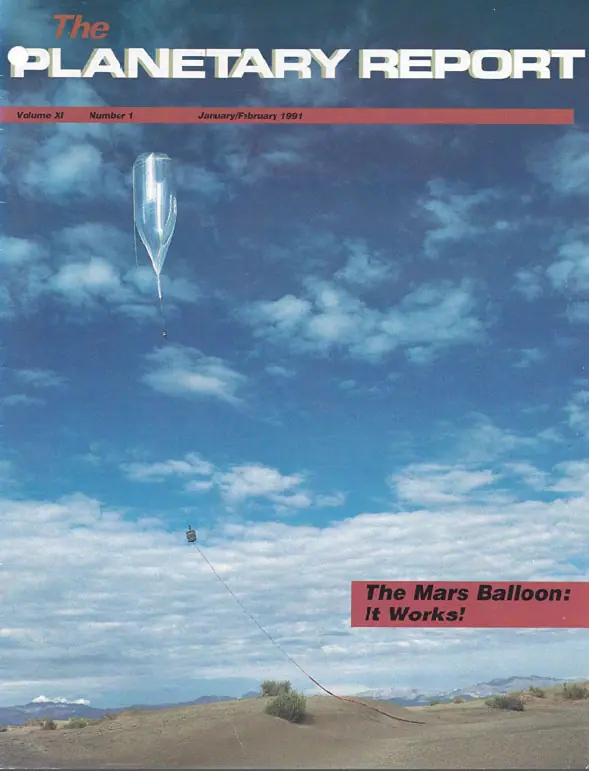 The
PLANETARY REPORT
Volume XI Number 1 January/February 1991
The Mars Balloon:
It Works!